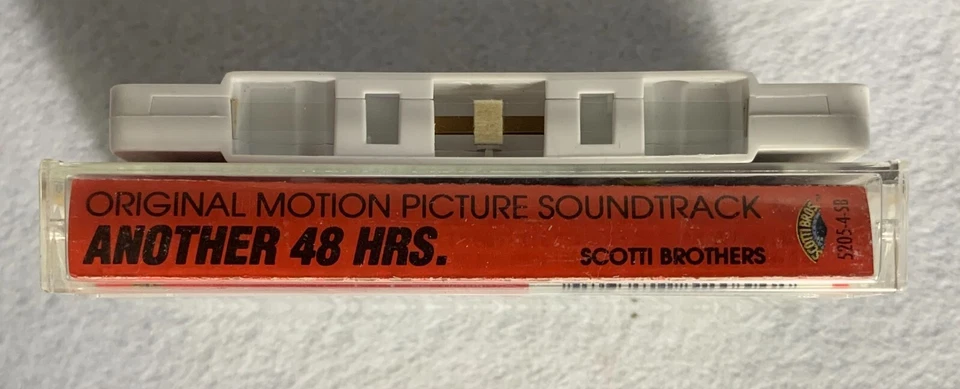 ORIGINAL MOTION PICTURE SOUNDTRACK
ANOTHER 48 HRS.
SCOTTI BROTHERS
SCOTTI BROS
5205-4-SB